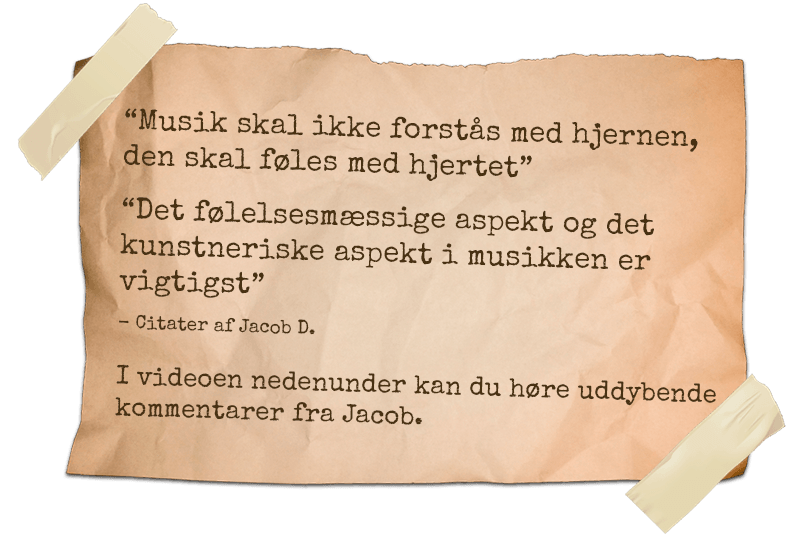 “Musik skal ikke forstås med hjernen,
den skal føles med hjertet”
“Det følelsesmæssige aspekt og det
kunstneriske aspekt i musikken er
vigtigst”
– Citater af Jacob D.
I videoen nedenunder kan du høre uddybende
kommentarer fra Jacob.